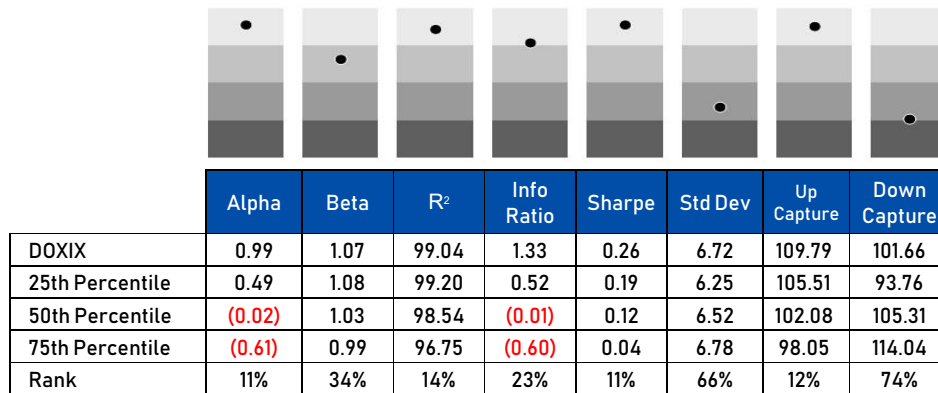 Alpha Beta R² Info Ratio Sharpe Std Dev Up Capture Down Capture
DOXIX 0.99 1.07 99.04 1.33 0.26 6.72 109.79 101.66
25th Percentile 0.49 1.08 99.20 0.52 0.19 6.25 105.51 93.76
50th Percentile (0.02) 1.03 98.54 (0.01) 0.12 6.52 102.08 105.31
75th Percentile (0.61) 0.99 96.75 (0.60) 0.04 6.78 98.05 114.04
Rank 11% 34% 14% 23% 11% 66% 12% 74%